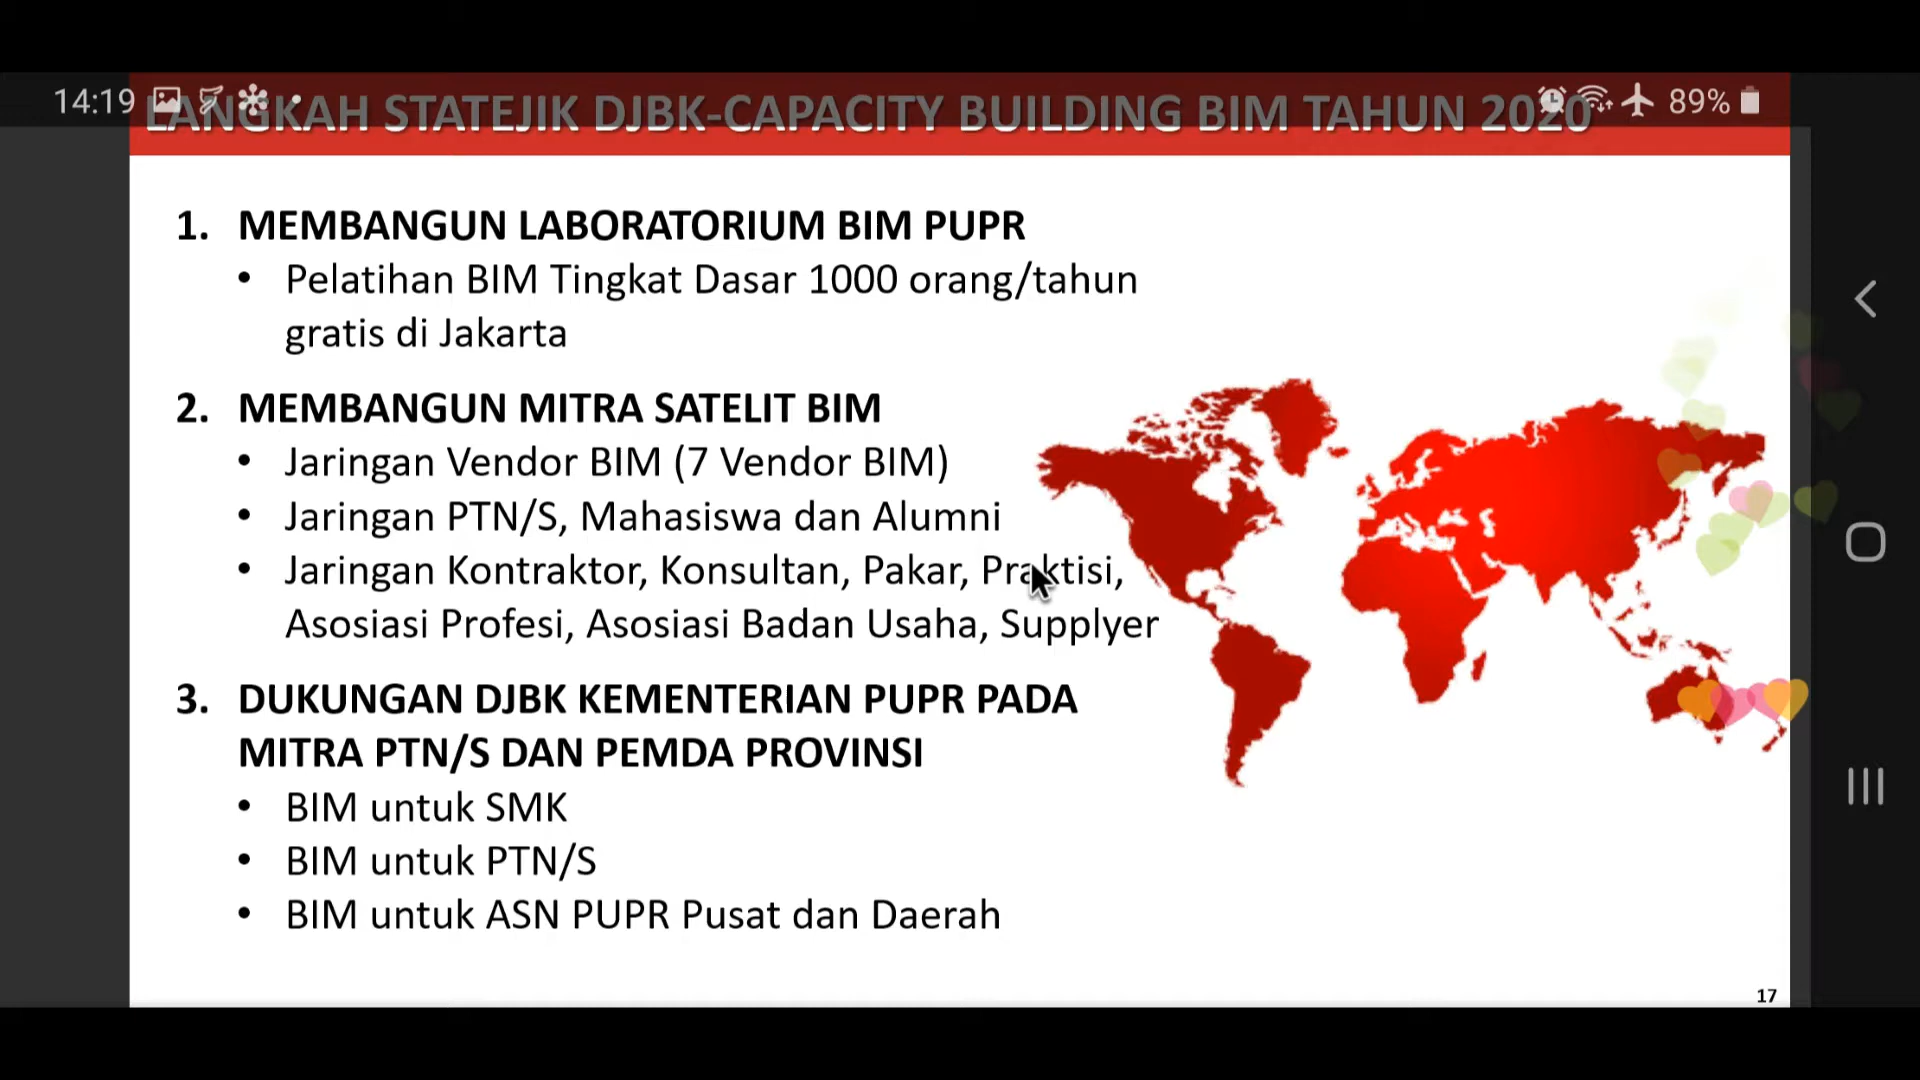 14:19
89%
LANGKAH STATEJIK DJBK-CAPACITY BUILDING BIM TAHUN 2020
1. MEMBANGUN LABORATORIUM BIM PUPR
• Pelatihan BIM Tingkat Dasar 1000 orang/tahun
gratis di Jakarta
2. MEMBANGUN MITRA SATELIT BIM
• Jaringan Vendor BIM (7 Vendor BIM)
• Jaringan PTN/S, Mahasiswa dan Alumni
• Jaringan Kontraktor, Konsultan, Pakar, Praktisi,
Asosiasi Profesi, Asosiasi Badan Usaha, Supplyer
3. DUKUNGAN DJBK KEMENTERIAN PUPR PADA
MITRA PTN/S DAN PEMDA PROVINSI
• BIM untuk SMK
• BIM untuk PTN/S
• BIM untuk ASN PUPR Pusat dan Daerah
17